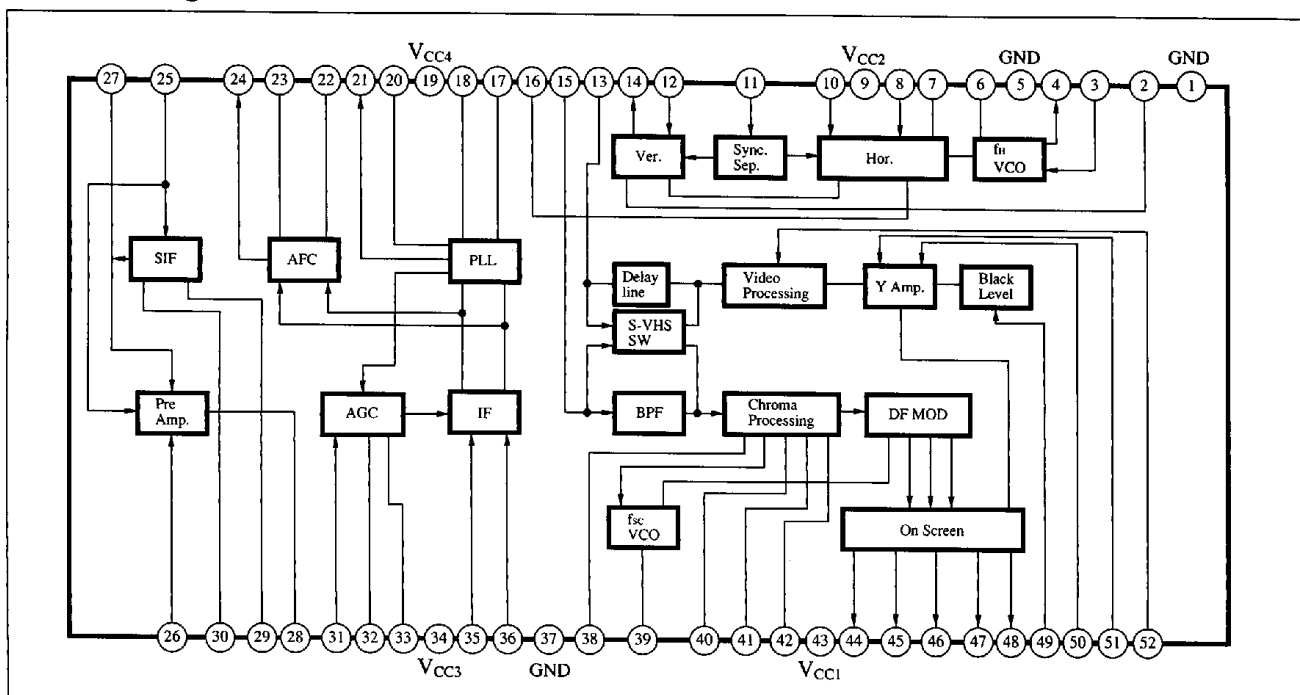 V_CC4 V_CC2 GND GND
27 25 24 23 22 21 20 19 18 17 16 15 13 14 12 11 10 9 8 7 6 5 4 3 2 1
Ver.
Sync.
Sep.
Hor.
fH
VCO
SIF
AFC
PLL
Delay
line
Video
Processing
Y Amp.
Black
Level
S-VHS
SW
Pre
Amp.
AGC
IF
BPF
Chroma
Processing
DF MOD
fsc
VCO
On Screen
26 30 29 28 31 32 33 34 35 36 37 38 39 40 41 42 43 44 45 46 47 48 49 50 51 52
V_CC3 GND V_CC1